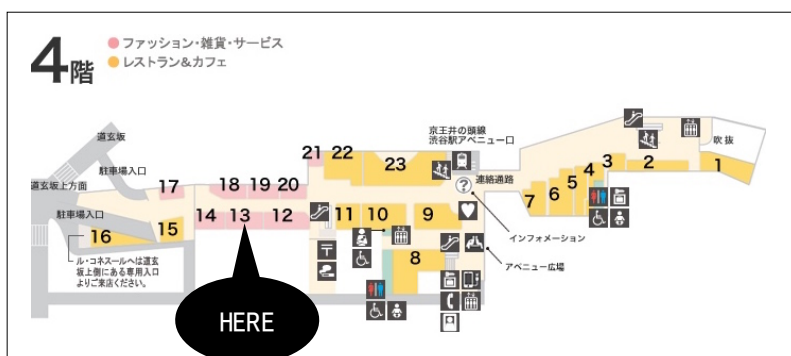 4階
ファッション・雑貨・サービス
レストラン&カフェ
道玄坂
駐車場入口
道玄坂上方面
駐車場入口
ル・コネスールへは道玄
坂上側にある専用入口
よりご来店ください。
16
15
17
14
13
12
18
19
20
21
22
23
11
10
9
8
京王井の頭線
渋谷駅アベニュー口
連絡通路
?
インフォメーション
アベニュー広場
〒
7
6
5
4
3
2
1
吹抜
HERE